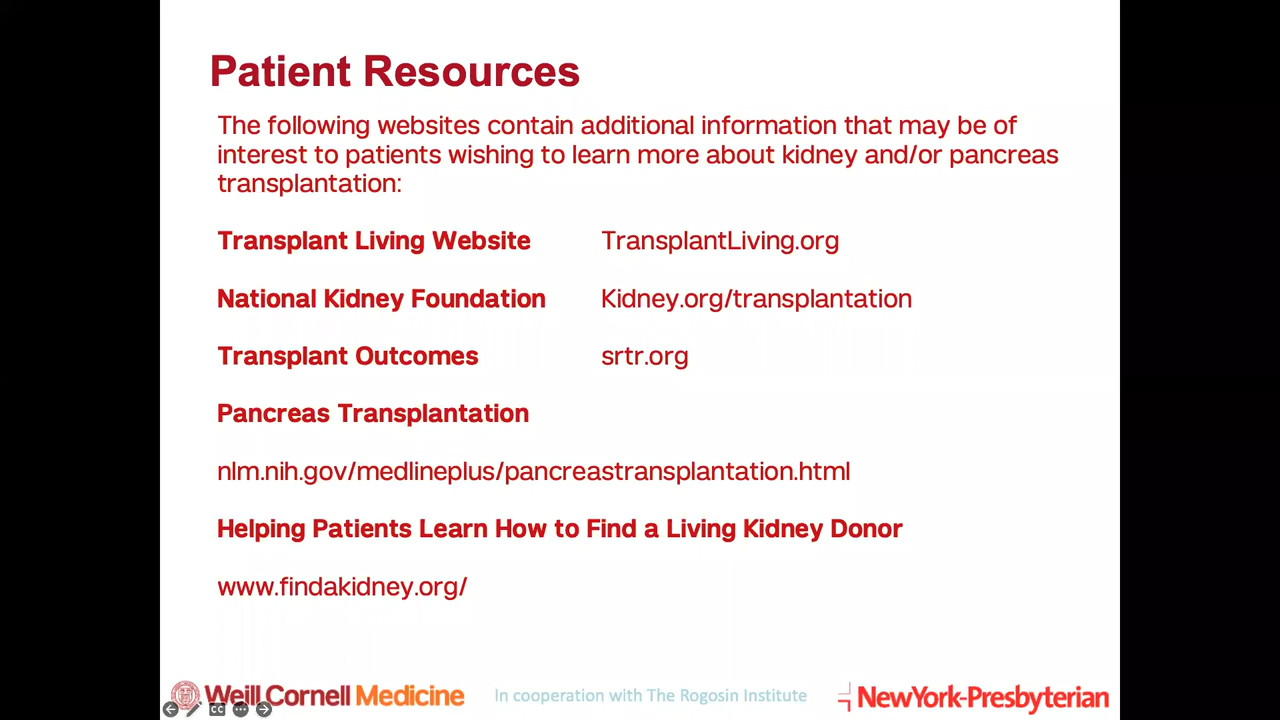 Patient Resources
The following websites contain additional information that may be of
interest to patients wishing to learn more about kidney and/or pancreas
transplantation:
Transplant Living Website TransplantLiving.org
National Kidney Foundation Kidney.org/transplantation
Transplant Outcomes srtr.org
Pancreas Transplantation
nlm.nih.gov/medlineplus/pancreastransplantation.html
Helping Patients Learn How to Find a Living Kidney Donor
www.findakidney.org/
Weill Cornell Medicine In cooperation with The Rogosin Institute NewYork-Presbyterian
CC